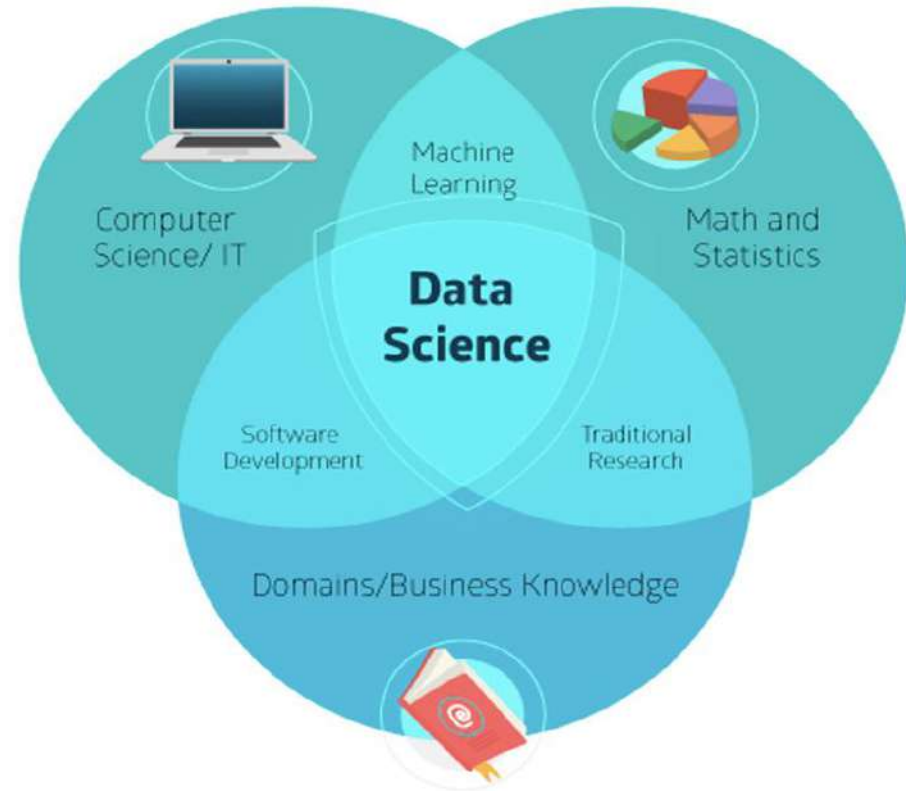 Machine
Learning
Computer
Science/ IT
Math and
Statistics
Data
Science
Software
Development
Traditional
Research
Domains/Business Knowledge